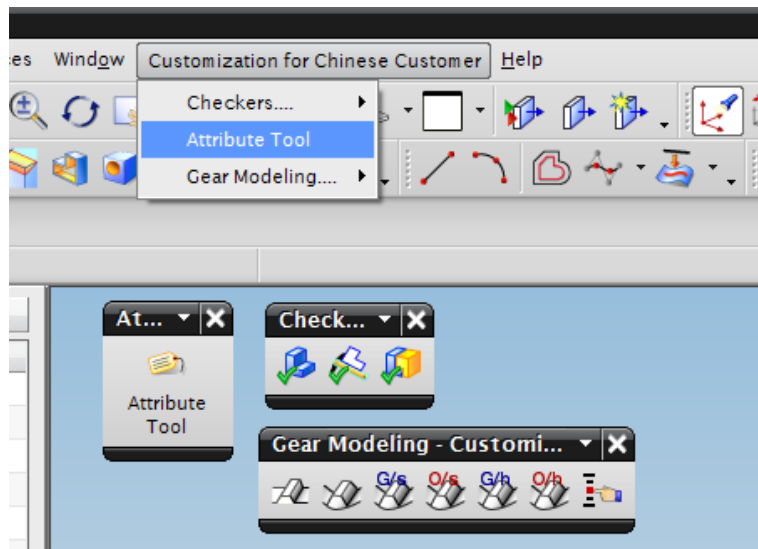 es Window Customization for Chinese Customer Help
Checkers....
Attribute Tool
Gear Modeling....
At...
Check...
Attribute
Tool
Gear Modeling - Customi...
G/s O/s G/h O/h